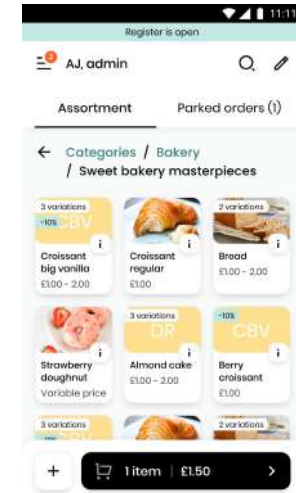 11:11
Register is open
2
AJ, admin
Assortment
Parked orders (1)
Categories / Bakery
/ Sweet bakery masterpieces
3 variations
-10%
CBV
i
Croissant
big vanilla
£1.00 - 2.00
i
Croissant
regular
£1.00
2 variations
i
Bread
£1.00 - 2.00
i
Strawberry
doughnut
Variable price
3 variations
DR
i
Almond cake
£1.00 - 2.00
-10%
CBV
i
Berry
croissant
£1.00
3 variations
2 variations
+
1 item | £1.50